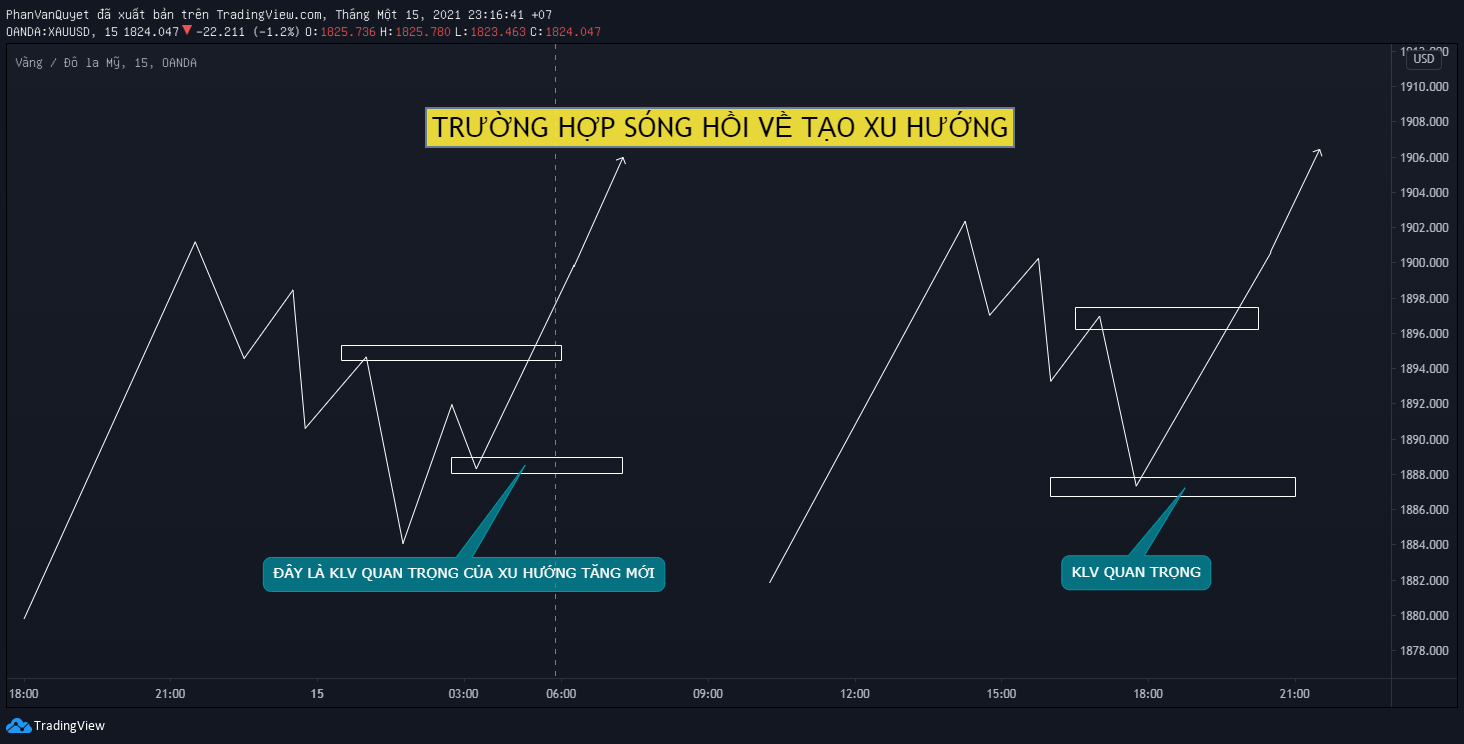 PhanVanQuyet đã xuất bản trên TradingView.com, Tháng Một 15, 2021 23:16:41 +07
OANDA:XAUUSD, 15 1824.047 ▼ −22.211 (−1.2%) O:1825.736 H:1825.780 L:1823.463 C:1824.047
Vàng / Đô la Mỹ, 15, OANDA
USD
1910.000
TRƯỜNG HỢP SÓNG HỒI VỀ TẠO XU HƯỚNG
1908.000
1906.000
1904.000
1902.000
1900.000
1898.000
1896.000
1894.000
1892.000
1890.000
1888.000
1886.000
1884.000
ĐÂY LÀ KLV QUAN TRỌNG CỦA XU HƯỚNG TĂNG MỚI
KLV QUAN TRỌNG
1882.000
1880.000
1878.000
18:00 21:00 15 03:00 06:00 09:00 12:00 15:00 18:00 21:00
TradingView